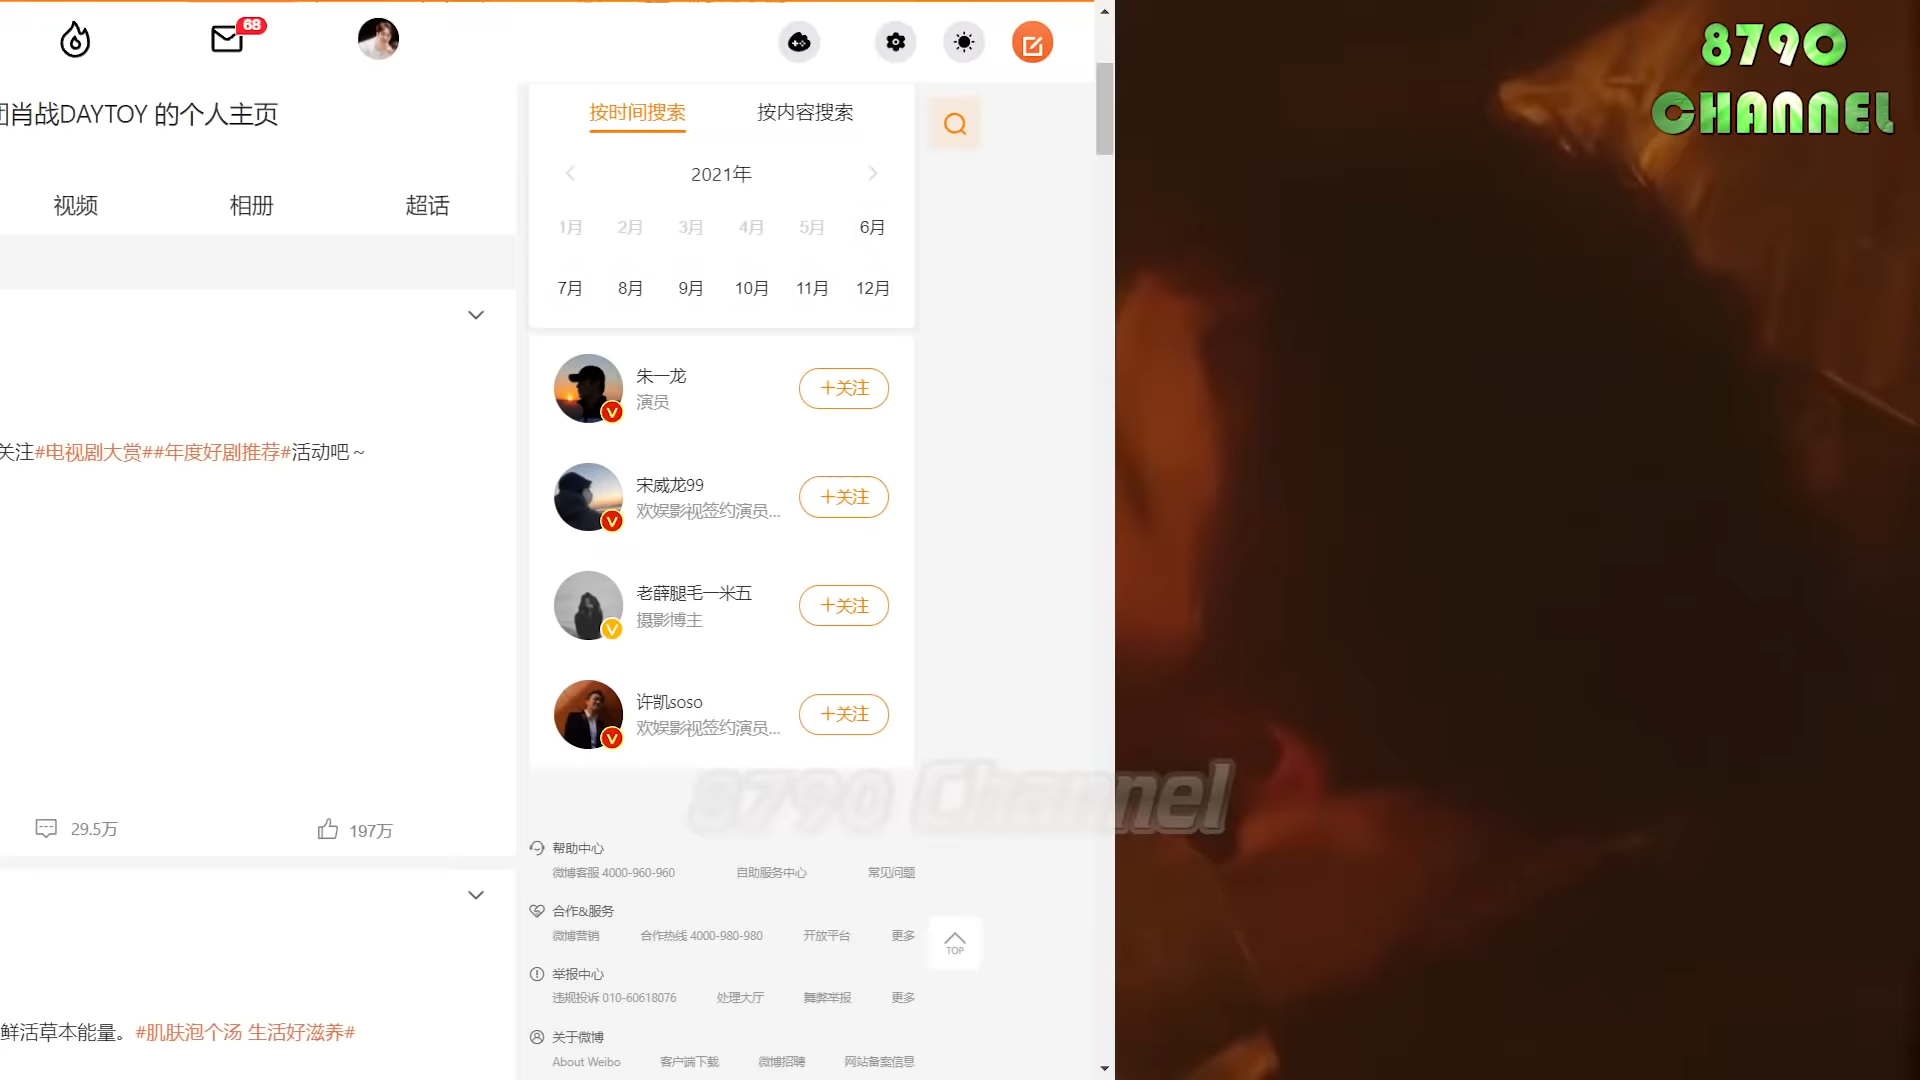 68
肖战DAYTOY 的个人主页
视频
相册
超话
按时间搜索
按内容搜索
2021年
1月 2月 3月 4月 5月 6月
7月 8月 9月 10月 11月 12月
关注#电视剧大赏##年度好剧推荐#活动吧～
29.5万
197万
鲜活草本能量。#肌肤泡个汤 生活好滋养#
朱一龙
演员
+关注
宋威龙99
欢娱影视签约演员...
+关注
老薛腿毛一米五
摄影博主
+关注
许凯soso
欢娱影视签约演员...
+关注
帮助中心
微博客服 4000-960-960 自助服务中心 常见问题
合作&服务
微博营销 合作热线 4000-980-980 开放平台 更多
举报中心
违规投诉 010-60618076 处理大厅 舞弊举报 更多
关于微博
About Weibo 客户端下载 微博招聘 网站备案信息
TOP
8790 Channel
8790
CHANNEL